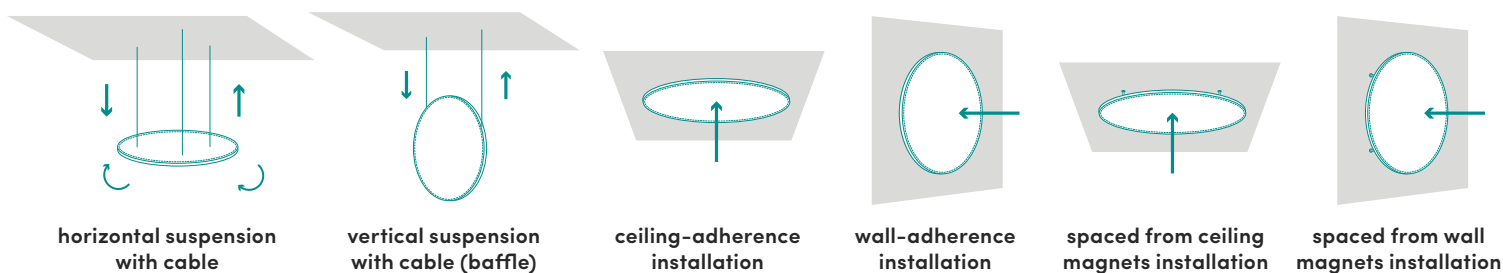 horizontal suspension
with cable
vertical suspension
with cable (baffle)
ceiling-adherence
installation
wall-adherence
installation
spaced from ceiling
magnets installation
spaced from wall
magnets installation